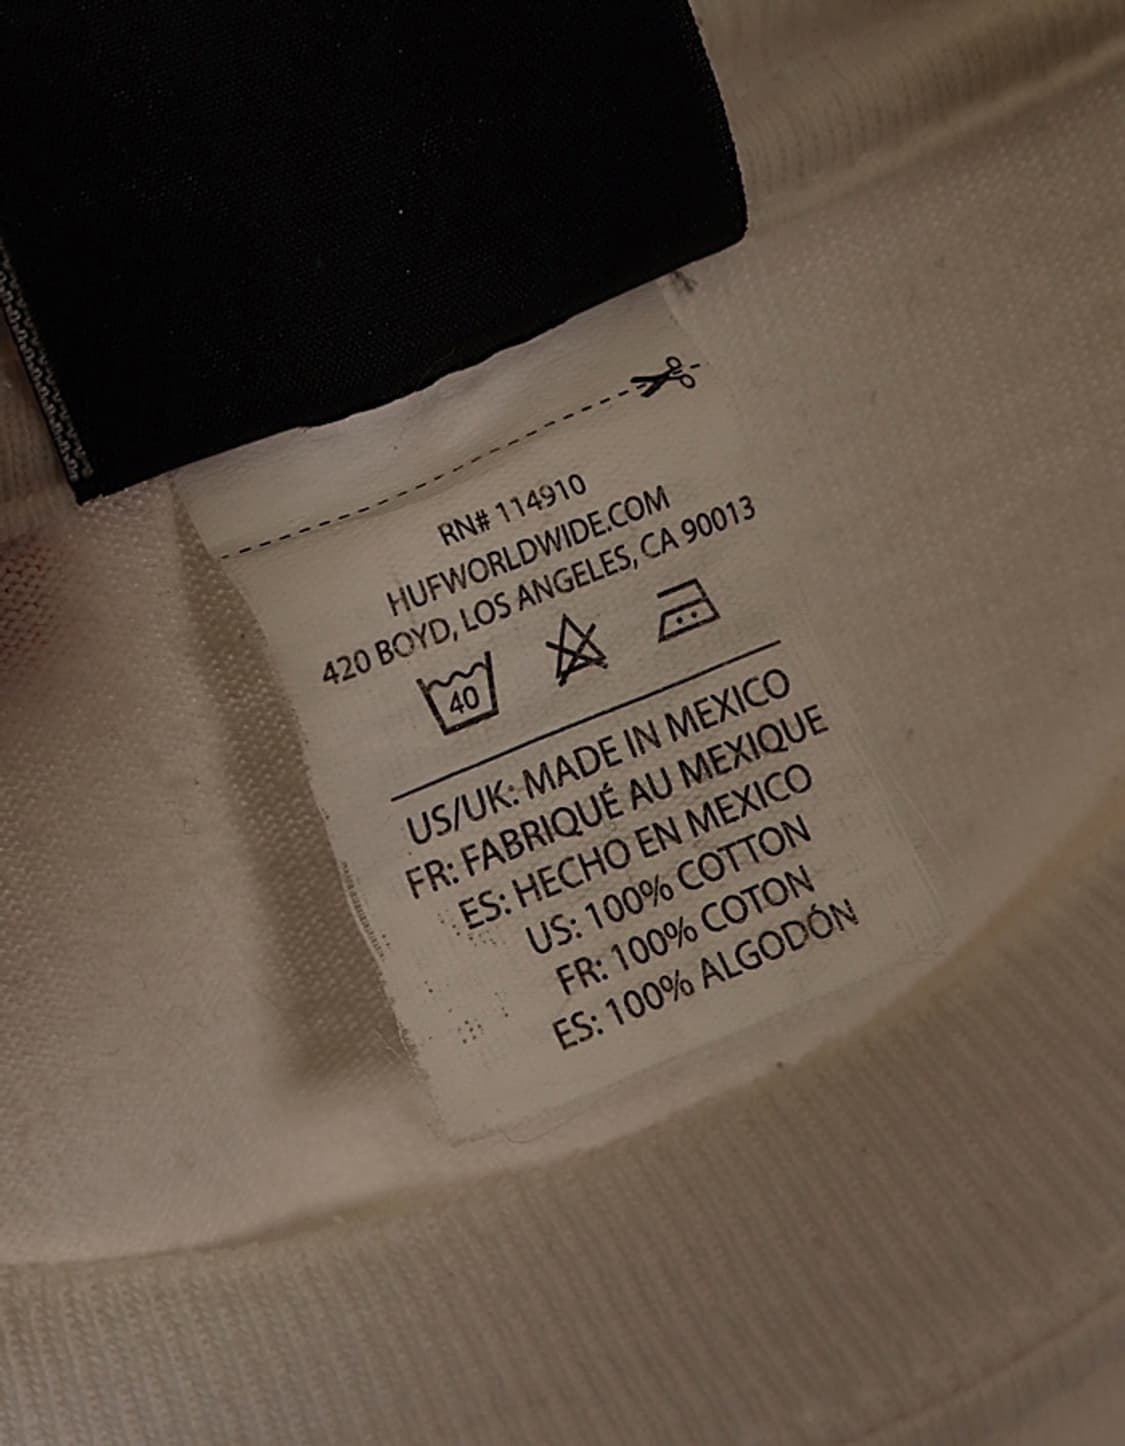 RN# 114910
HUFWORLDWIDE.COM
420 BOYD, LOS ANGELES, CA 90013
40
US/UK: MADE IN MEXICO
FR: FABRIQUÉ AU MEXIQUE
ES: HECHO EN MEXICO
US: 100% COTTON
FR: 100% COTON
ES: 100% ALGODÓN